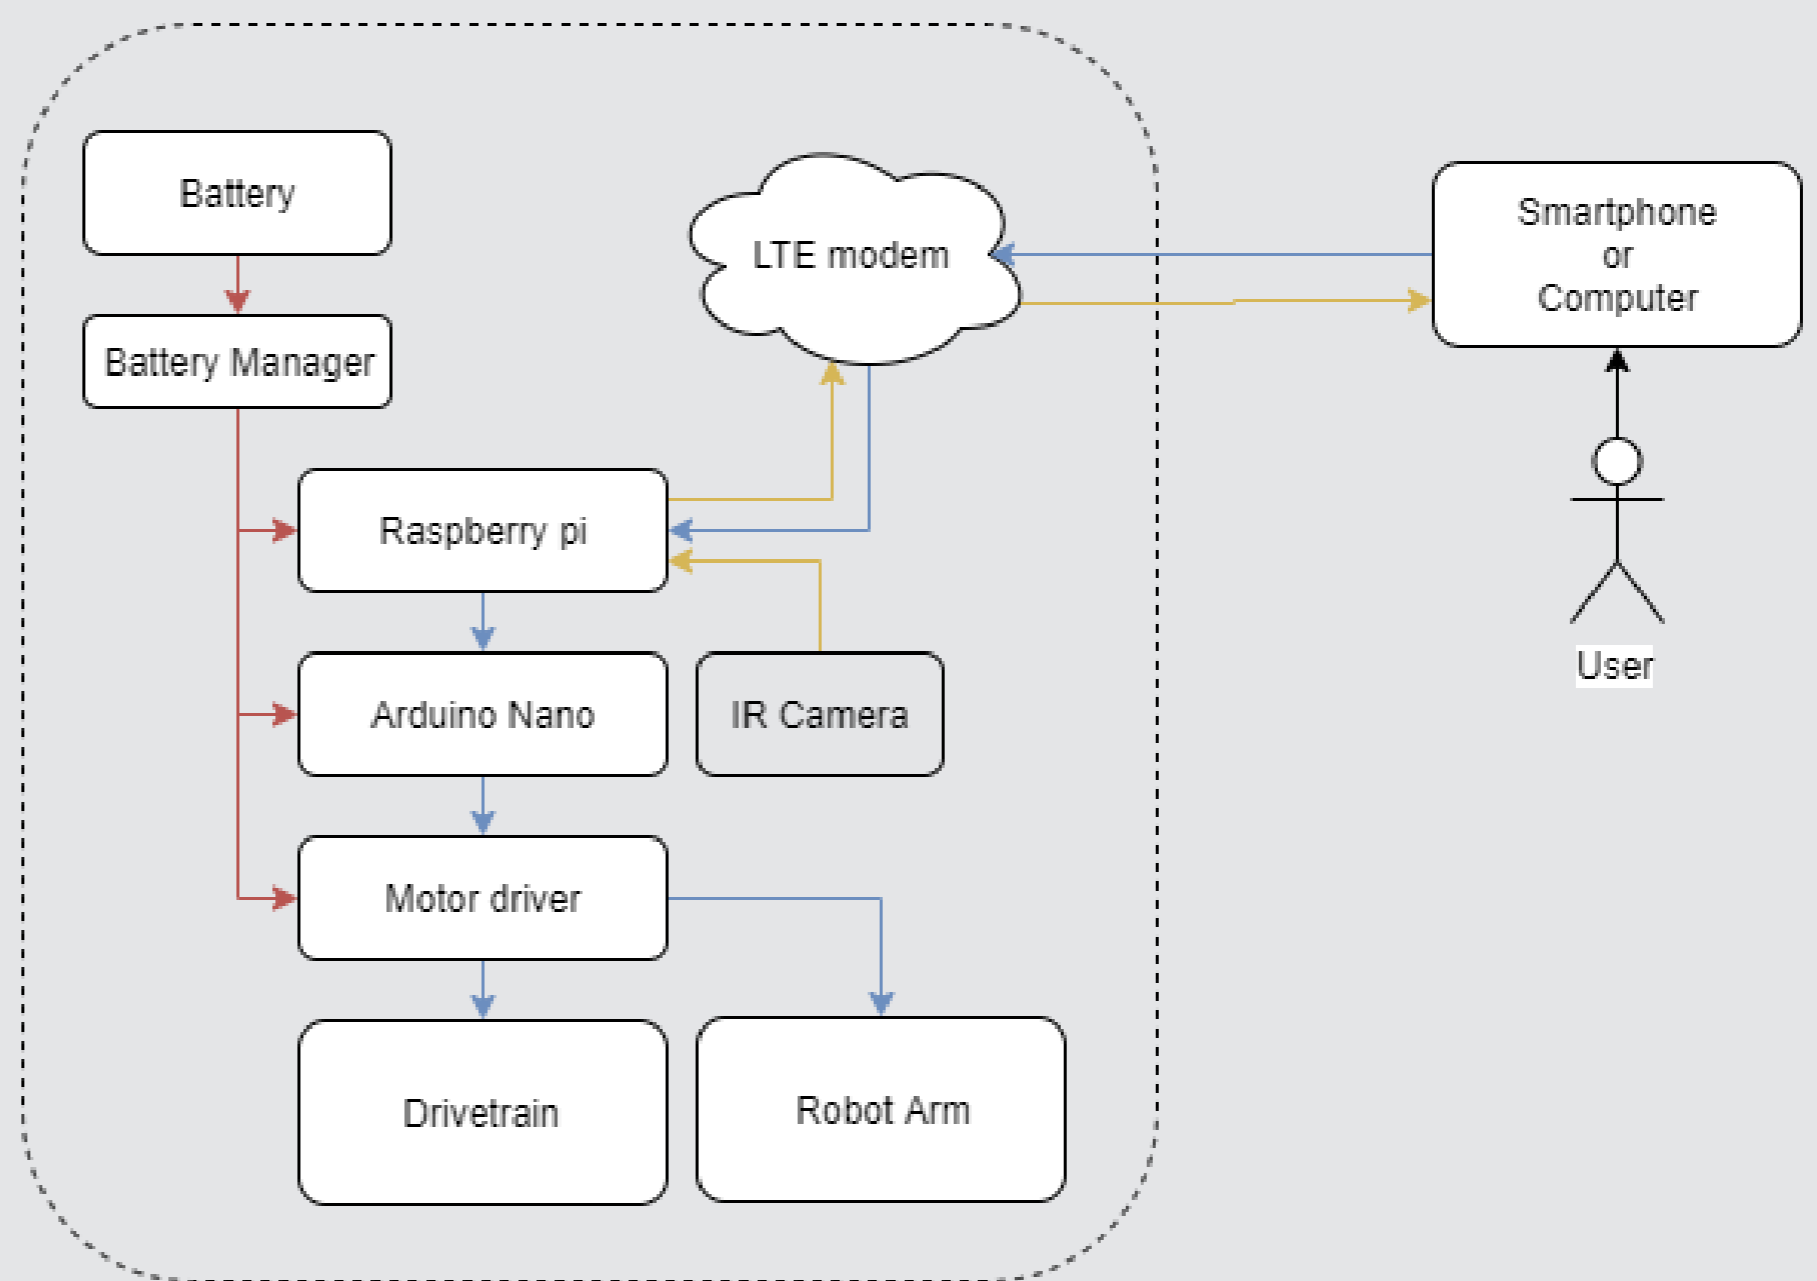 Battery
Battery Manager
LTE modem
Smartphone
or
Computer
Raspberry pi
Arduino Nano
IR Camera
User
Motor driver
Drivetrain
Robot Arm